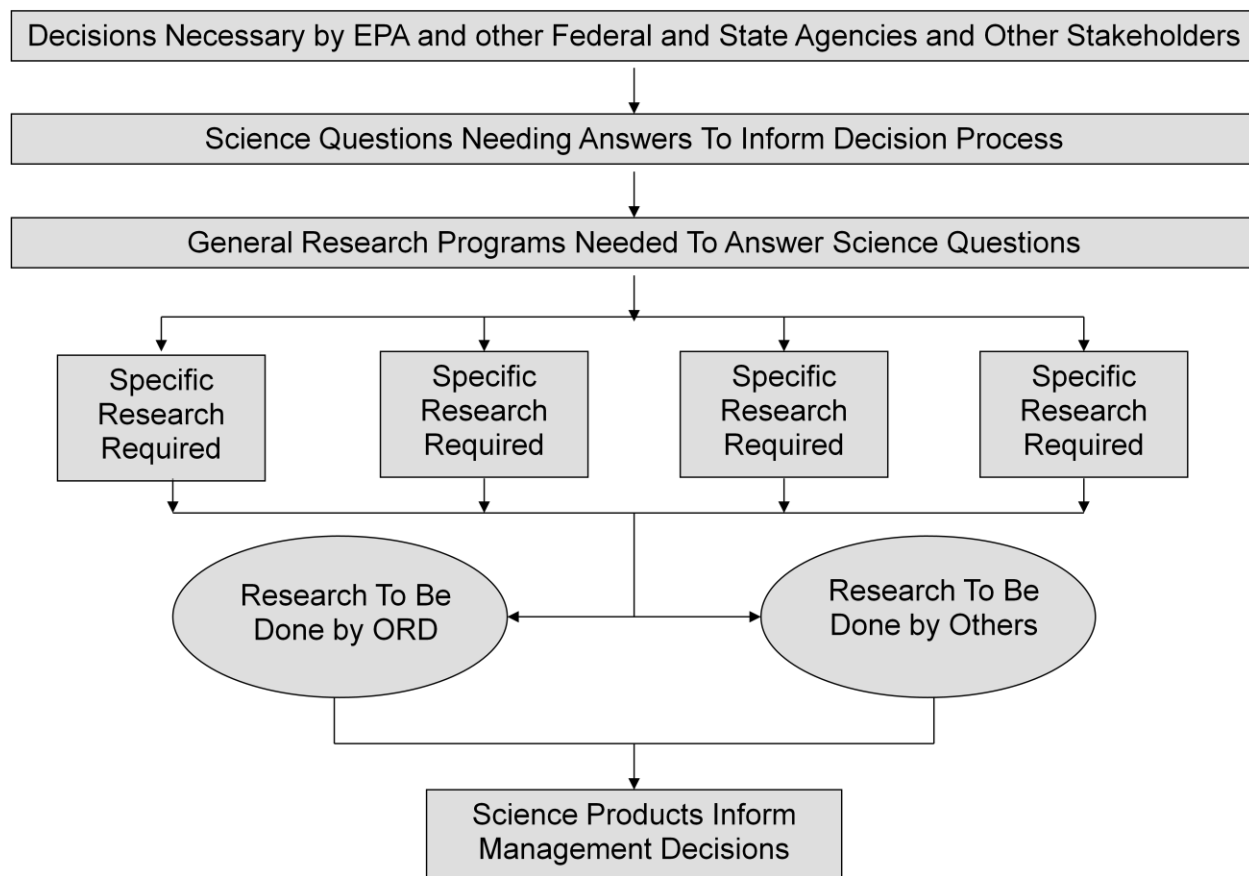 Decisions Necessary by EPA and other Federal and State Agencies and Other Stakeholders
Science Questions Needing Answers To Inform Decision Process
General Research Programs Needed To Answer Science Questions
Specific
Research
Required
Specific
Research
Required
Specific
Research
Required
Specific
Research
Required
Research To Be
Done by ORD
Research To Be
Done by Others
Science Products Inform
Management Decisions